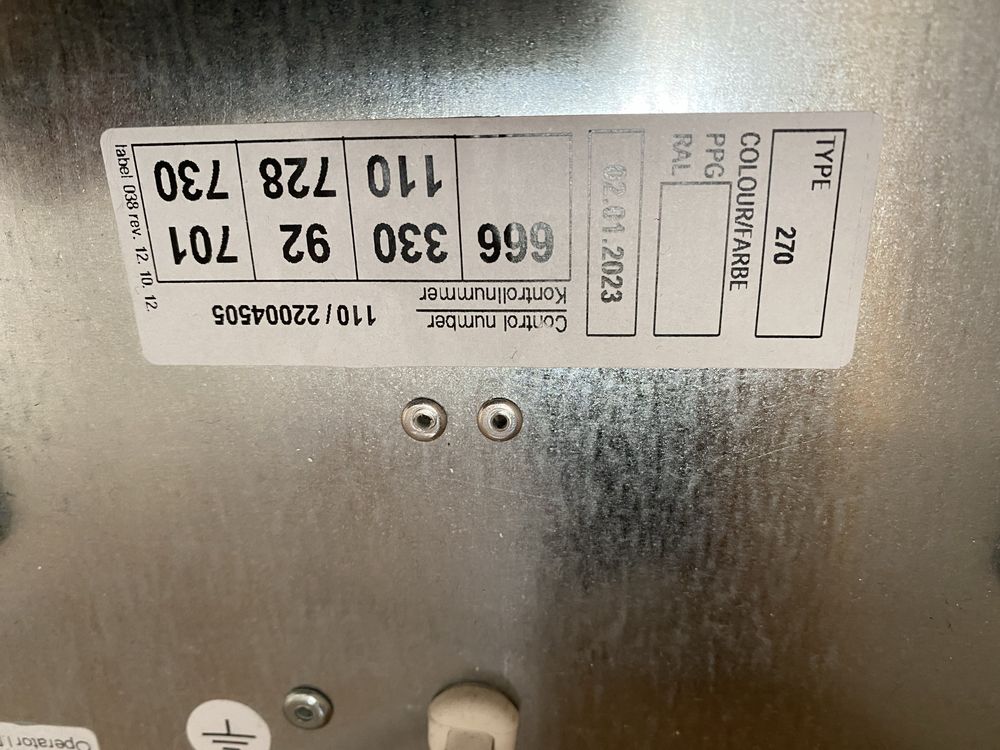 TYPE
270
COLOUR/FARBE
PPG
RAL
02.01.2023
Control number
Kontrollnummer
110 / 22004505
666 330 92 701
110 728 730
label 038 rev. 12. 10. 12.